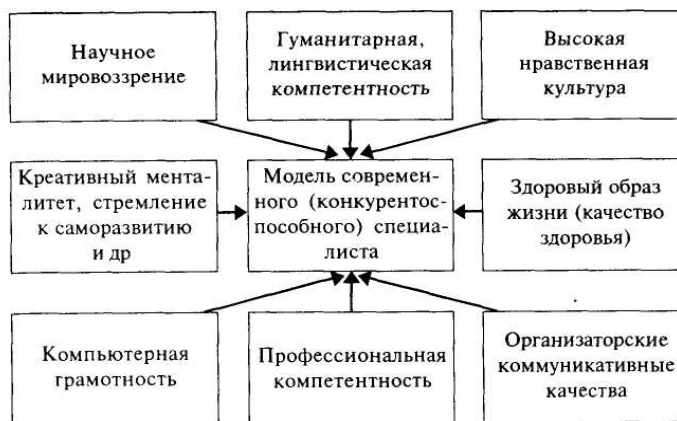 Научное
мировоззрение
Гуманитарная,
лингвистическая
компетентность
Высокая
нравственная
культура
Креативный мента-
литет, стремление
к саморазвитию
и др
Модель современ-
ного (конкурентос-
пособного) специа-
листа
Здоровый образ
жизни (качество
здоровья)
Компьютерная
грамотность
Профессиональная
компетентность
Организаторские
коммуникативные
качества